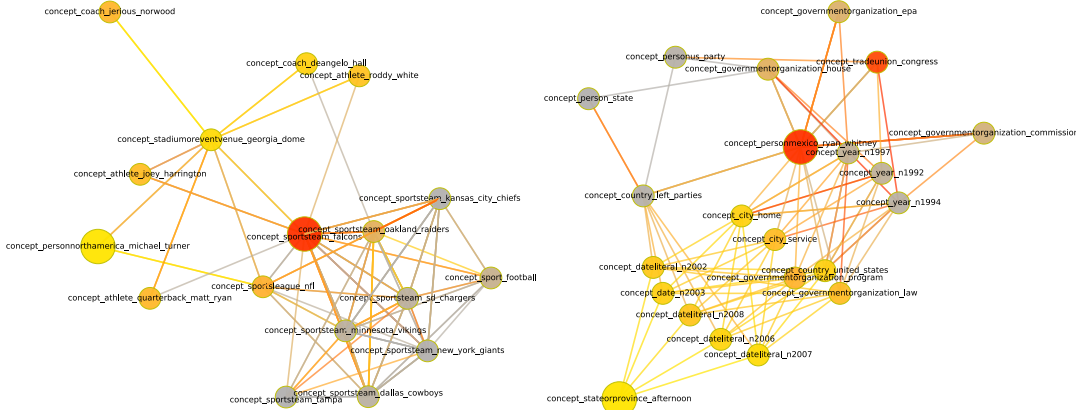 concept_coach_jerious_norwood
concept_coach_deangelo_hall
concept_athlete_roddy_white
concept_stadiumoreventvenue_georgia_dome
concept_athlete_joey_harrington
concept_sportsteam_kansas_city_chiefs
concept_sportsteam_oakland_raiders
concept_sportsteam_falcons
concept_personnorthamerica_michael_turner
concept_sport_football
concept_sportsleague_nfl
concept_athlete_quarterback_matt_ryan
concept_sportsteam_sd_chargers
concept_sportsteam_minnesota_vikings
concept_sportsteam_new_york_giants
concept_sportsteam_dallas_cowboys
concept_sportsteam_tampa
concept_governmentorganization_epa
concept_personus_party
concept_tradeunion_congress
concept_governmentorganization_house
concept_person_state
concept_governmentorganization_commission
concept_personmexico_ryan_whitney
concept_year_n1997
concept_year_n1992
concept_country_left_parties
concept_year_n1994
concept_city_home
concept_city_service
concept_dateliteral_n2002
concept_country_united_states
concept_governmentorganization_program
concept_date_n2003
concept_governmentorganization_law
concept_dateliteral_n2008
concept_dateliteral_n2006
concept_dateliteral_n2007
concept_stateorprovince_afternoon